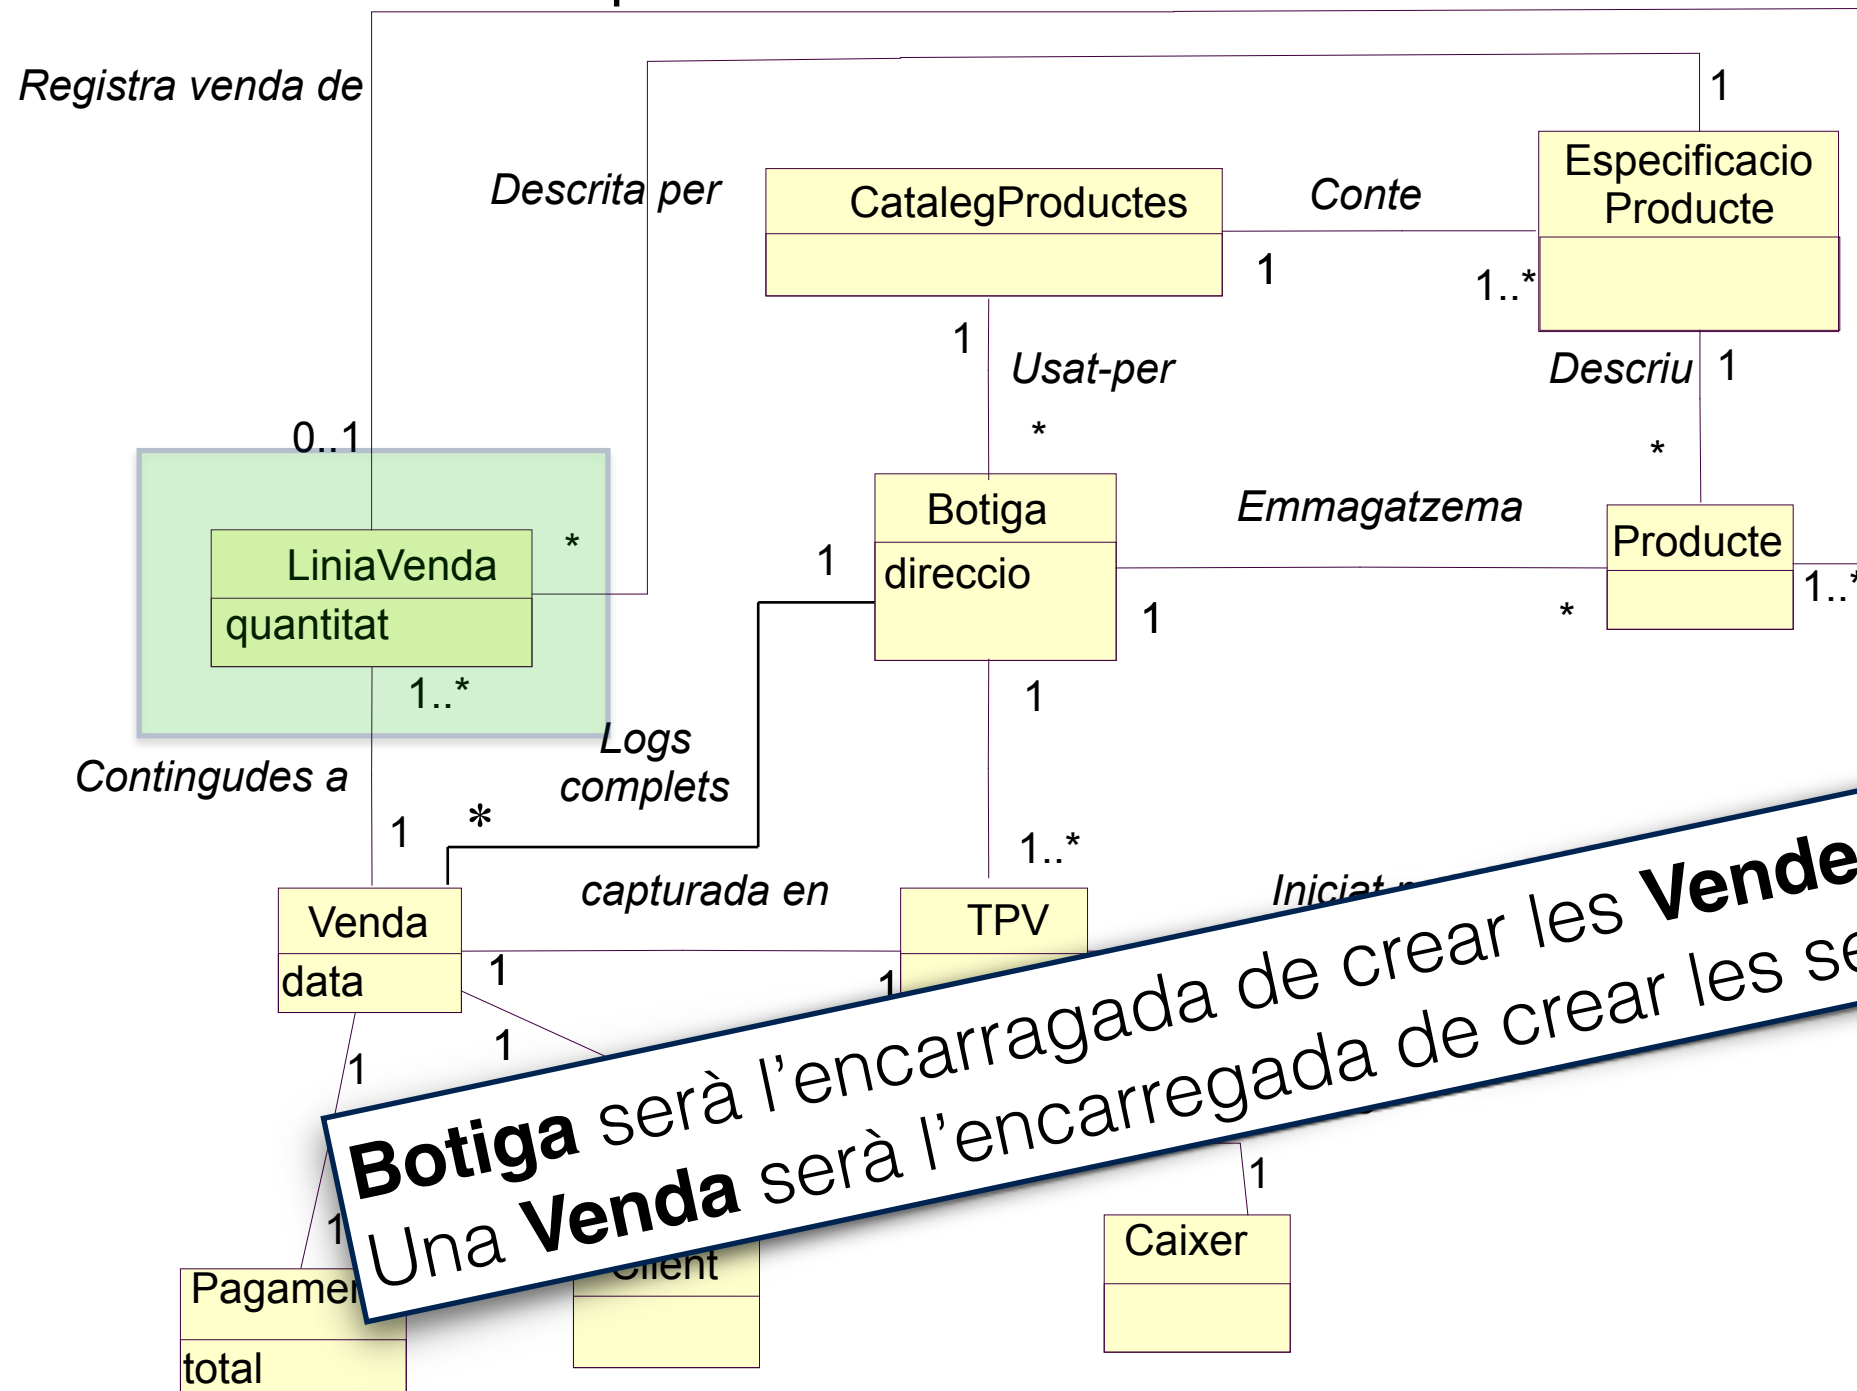 Registra venda de
1
Especificacio
Producte
Descrita per
CatalegProductes
Conte
1
1..*
1
Usat-per
Descriu
1
*
*
0..1
LiniaVenda
*
quantitat
1..*
Botiga
direccio
1
Emmagatzema
1
*
Producte
1..*
1
Logs
complets
Contingudes a
1
*
1..*
capturada en
Venda
data
1
TPV
1
Iniciat
1
1
Botiga serà l'encarragada de crear les
Una Venda serà l'encarregada de crear les
1
1
Caixer
Client
total